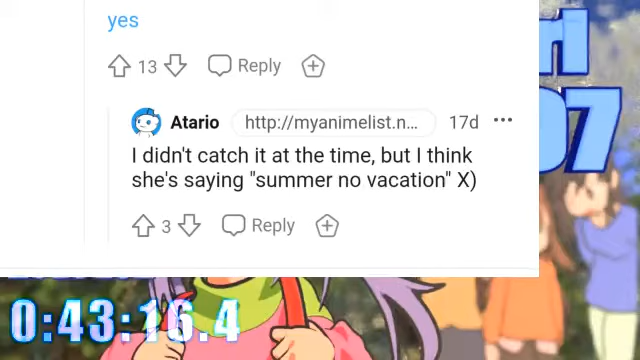 yes
13 Reply
Atario http://myanimelist.n... 17d ...
I didn't catch it at the time, but I think
she's saying "summer no vacation" X)
3 Reply
07
0:43:16.4